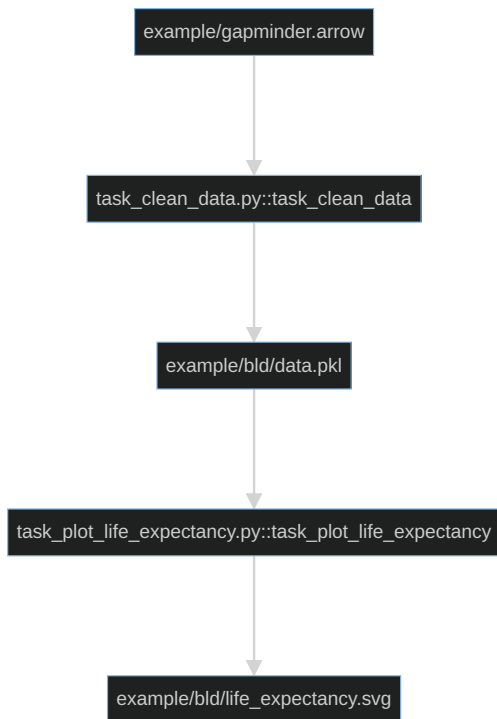 example/gapminder.arrow
task_clean_data.py::task_clean_data
example/bld/data.pkl
task_plot_life_expectancy.py::task_plot_life_expectancy
example/bld/life_expectancy.svg